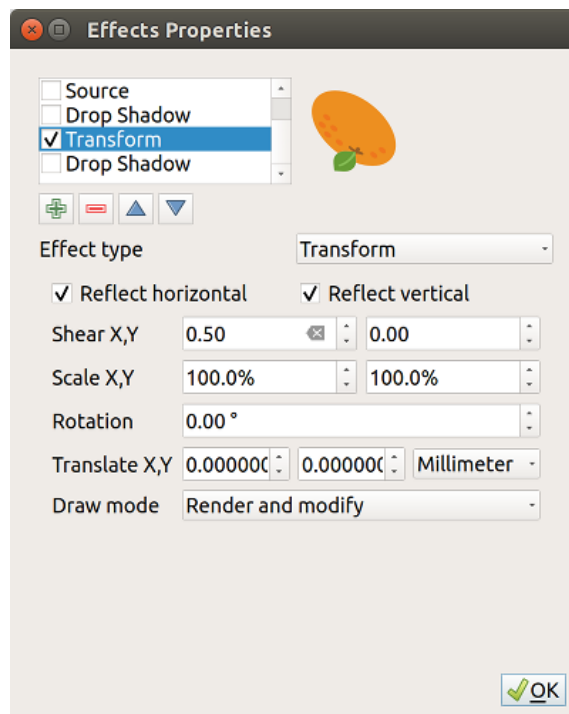 Effects Properties
Source
Drop Shadow
Transform
Drop Shadow
Effect type Transform
Reflect horizontal Reflect vertical
Shear X,Y 0.50 0.00
Scale X,Y 100.0% 100.0%
Rotation 0.00 °
Translate X,Y 0.000000 0.000000 Millimeter
Draw mode Render and modify
OK